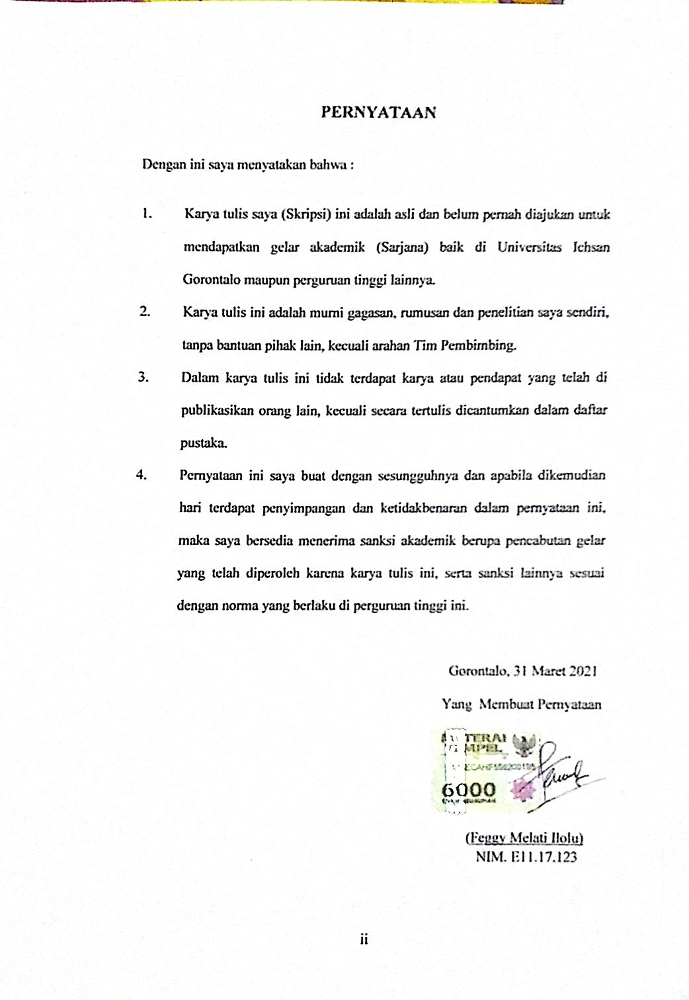 PERNYATAAN
Dengan ini saya menyatakan bahwa :
1. Karya tulis saya (Skripsi) ini adalah asli dan belum pernah diajukan untuk
mendapatkan gelar akademik (Sarjana) baik di Universitas Ichsan
Gorontalo maupun perguruan tinggi lainnya.
2. Karya tulis ini adalah murni gagasan, rumusan dan penelitian saya sendiri,
tanpa bantuan pihak lain, kecuali arahan Tim Pembimbing.
3. Dalam karya tulis ini tidak terdapat karya atau pendapat yang telah di
publikasikan orang lain, kecuali secara tertulis dicantumkan dalam daftar
pustaka.
4. Pernyataan ini saya buat dengan sesungguhnya dan apabila dikemudian
hari terdapat penyimpangan dan ketidakbenaran dalam pernyataan ini,
maka saya bersedia menerima sanksi akademik berupa pencabutan gelar
yang telah diperoleh karena karya tulis ini, serta sanksi lainnya sesuai
dengan norma yang berlaku di perguruan tinggi ini.
Gorontalo, 31 Maret 2021
Yang Membuat Pernyataan
6000
(Feggy Melati Ilolu)
NIM. E11.17.123
ii